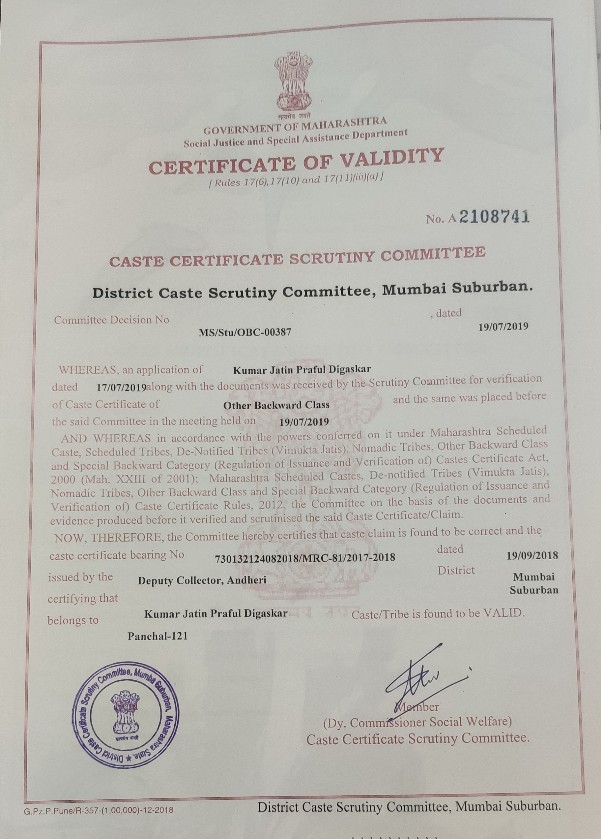 सत्यमेव जयते
GOVERNMENT OF MAHARASHTRA
Social Justice and Special Assistance Department
CERTIFICATE OF VALIDITY
[ Rules 17(6),17(10) and 17(11)(ii)(a) ]
No. A 2108741
CASTE CERTIFICATE SCRUTINY COMMITTEE
District Caste Scrutiny Committee, Mumbai Suburban.
Committee Decision No , dated
MS/Stu/OBC-00387 19/07/2019
WHEREAS, an application of Kumar Jatin Praful Digaskar
dated 17/07/2019along with the documents was received by the Scrutiny Committee for verification
of Caste Certificate of Other Backward Class and the same was placed before
the said Committee in the meeting held on 19/07/2019
AND WHEREAS in accordance with the powers conferred on it under Maharashtra Scheduled
Caste, Scheduled Tribes, De-Notified Tribes (Vimukta Jatis), Nomadic Tribes, Other Backward Class
and Special Backward Category (Regulation of Issuance and Verification of) Castes Certificate Act,
2000 (Mah. XXIII of 2001); Maharashtra Scheduled Castes, De-notified Tribes (Vimukta Jatis),
Nomadic Tribes, Other Backward Class and Special Backward Category (Regulation of Issuance and
Verification of) Caste Certificate Rules, 2012, the Committee on the basis of the documents and
evidence produced before it verified and scrutinised the said Caste Certificate/Claim.
NOW, THEREFORE, the Committee hereby certifies that caste claim is found to be correct and the
caste certificate bearing No 730132124082018/MRC-81/2017-2018 dated 19/09/2018
issued by the Deputy Collector, Andheri District Mumbai
Suburban
certifying that
belongs to Kumar Jatin Praful Digaskar Caste/Tribe is found to be VALID.
Panchal-121
District Caste Certificate Scrutiny Committee, Mumbai Suburban, Maharashtra State.
Member
(Dy. Commissioner Social Welfare)
Caste Certificate Scrutiny Committee.
G.Pz.P.Pune/R-357-(1,00,000)-12-2018
District Caste Scrutiny Committee, Mumbai Suburban.